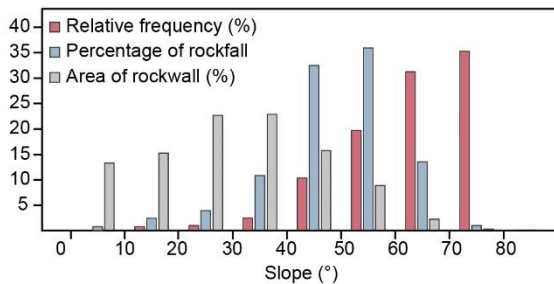 40
35
30
25
20
15
10
5
Relative frequency (%)
Percentage of rockfall
Area of rockwall (%)
0 10 20 30 40 50 60 70 80
Slope (°)